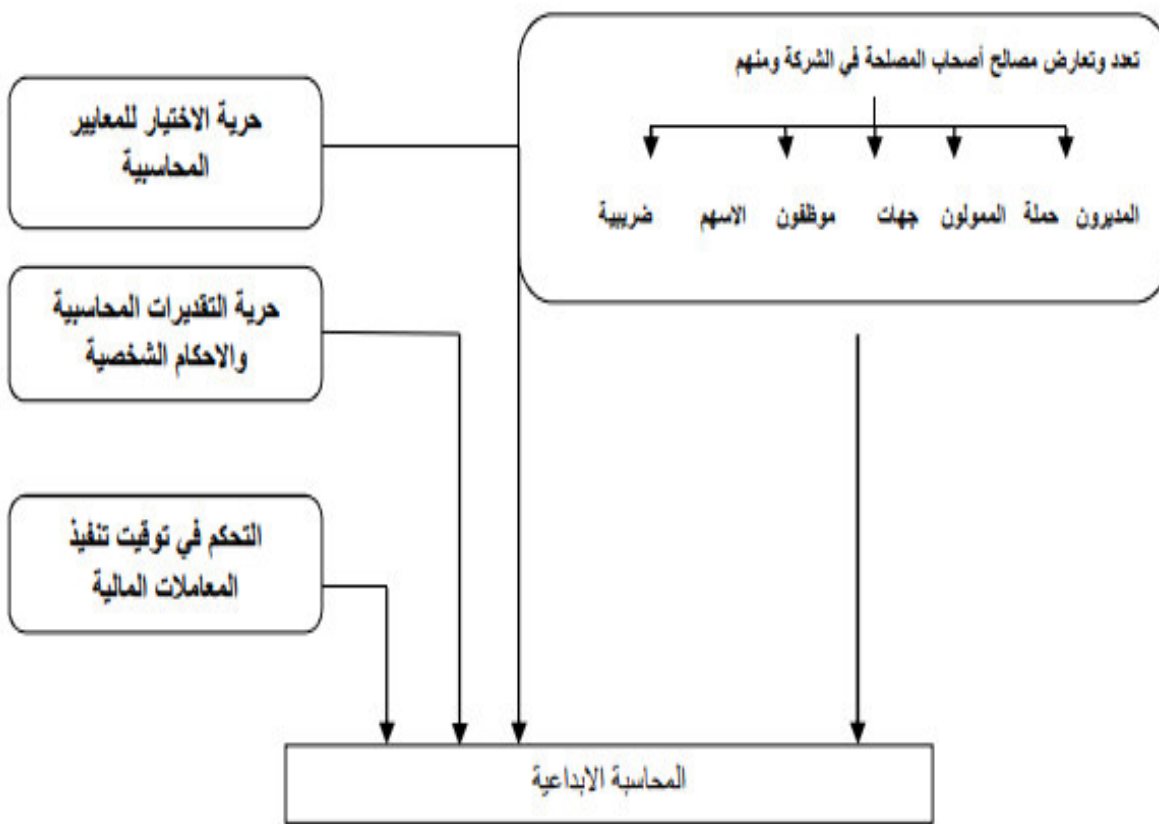 تعدد وتعارض مصالح أصحاب المصلحة في الشركة ومنهم
المديرون حملة الممولون جهات موظفون الاسهم ضريبية
حرية الاختيار للمعايير
المحاسبية
حرية التقديرات المحاسبية
والاحكام الشخصية
التحكم في توقيت تنفيذ
المعاملات المالية
المحاسبة الابداعية